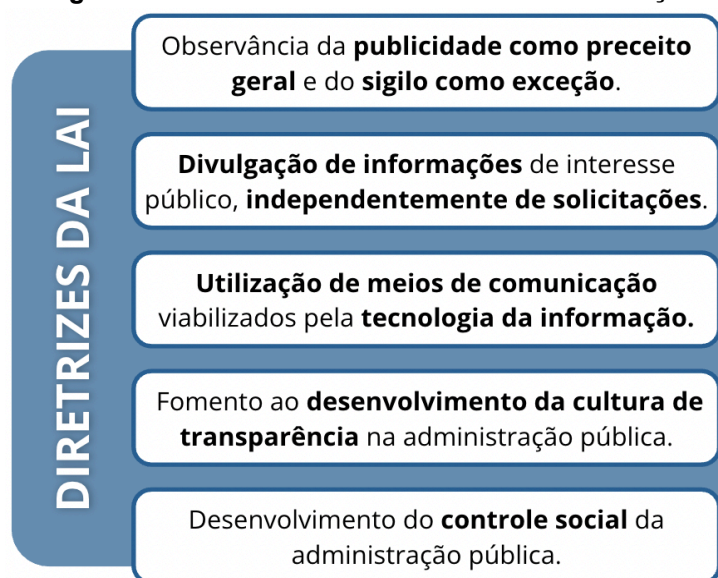 DIRETRIZES DA LAI
Observância da publicidade como preceito
geral e do sigilo como exceção.
Divulgação de informações de interesse
público, independentemente de solicitações.
Utilização de meios de comunicação
viabilizados pela tecnologia da informação.
Fomento ao desenvolvimento da cultura de
transparência na administração pública.
Desenvolvimento do controle social da
administração pública.